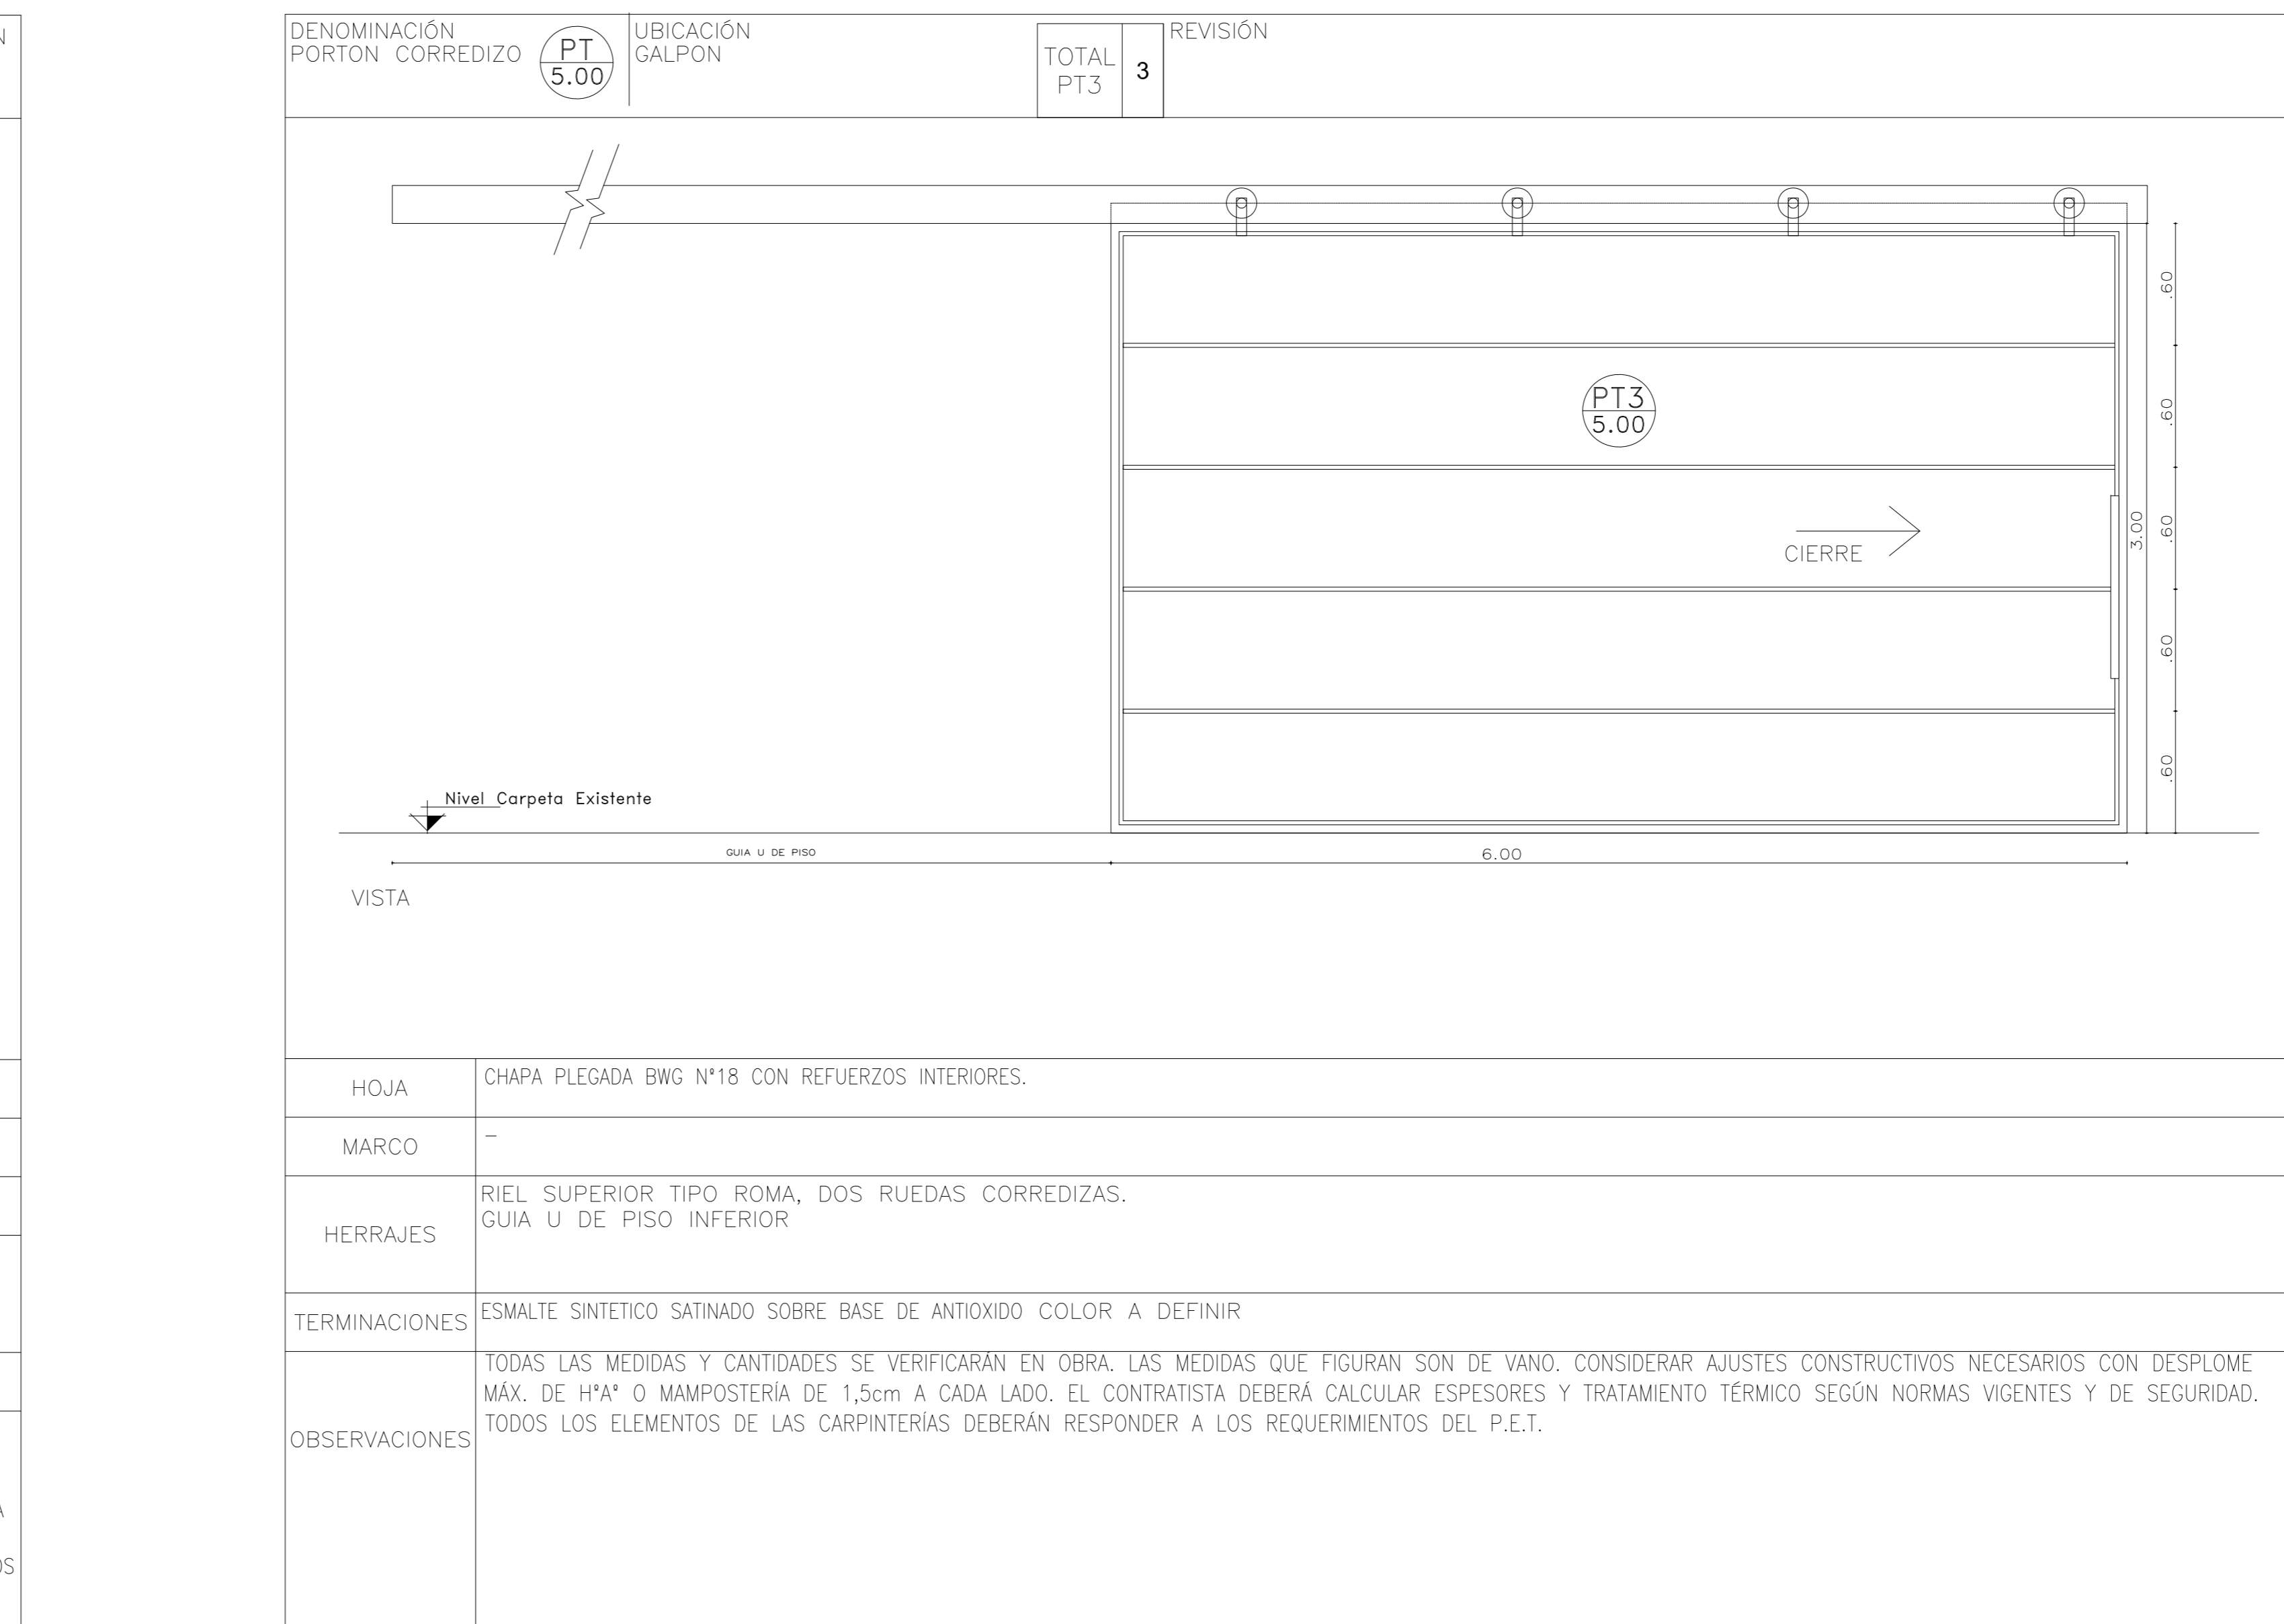 DENOMINACIÓN
PORTON CORREDIZO
PT
5.00
UBICACIÓN
GALPON
TOTAL
PT3
3
REVISIÓN
.60
PT3
5.00
.60
CIERRE
3.00
.60
.60
.60
Nivel Carpeta Existente
GUIA U DE PISO
6.00
VISTA
HOJA
CHAPA PLEGADA BWG Nº18 CON REFUERZOS INTERIORES.
MARCO
–
HERRAJES
RIEL SUPERIOR TIPO ROMA, DOS RUEDAS CORREDIZAS.
GUIA U DE PISO INFERIOR
TERMINACIONES
ESMALTE SINTETICO SATINADO SOBRE BASE DE ANTIOXIDO COLOR A DEFINIR
OBSERVACIONES
TODAS LAS MEDIDAS Y CANTIDADES SE VERIFICARÁN EN OBRA. LAS MEDIDAS QUE FIGURAN SON DE VANO. CONSIDERAR AJUSTES CONSTRUCTIVOS NECESARIOS CON DESPLOME
MÁX. DE HºAº O MAMPOSTERÍA DE 1,5cm A CADA LADO. EL CONTRATISTA DEBERÁ CALCULAR ESPESORES Y TRATAMIENTO TÉRMICO SEGÚN NORMAS VIGENTES Y DE SEGURIDAD.
TODOS LOS ELEMENTOS DE LAS CARPINTERÍAS DEBERÁN RESPONDER A LOS REQUERIMIENTOS DEL P.E.T.